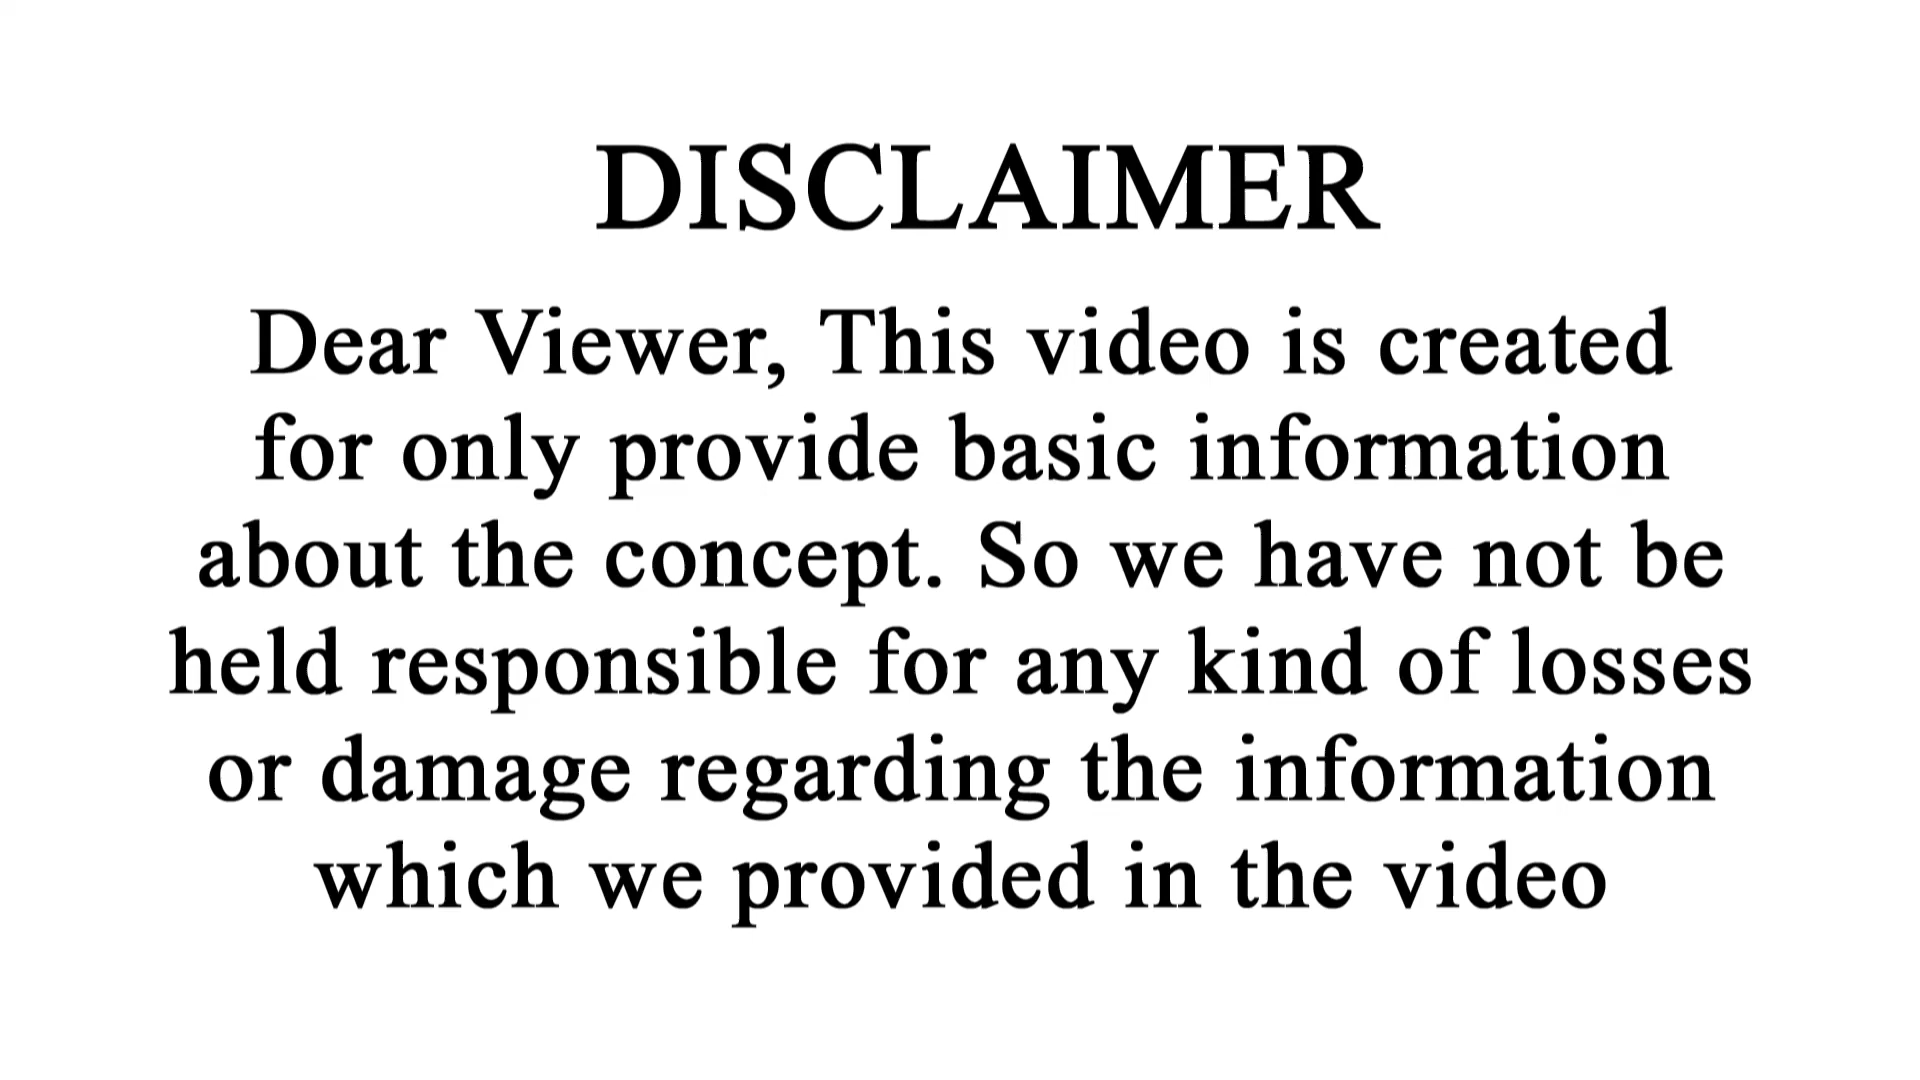 DISCLAIMER
Dear Viewer, This video is created
for only provide basic information
about the concept. So we have not be
held responsible for any kind of losses
or damage regarding the information
which we provided in the video